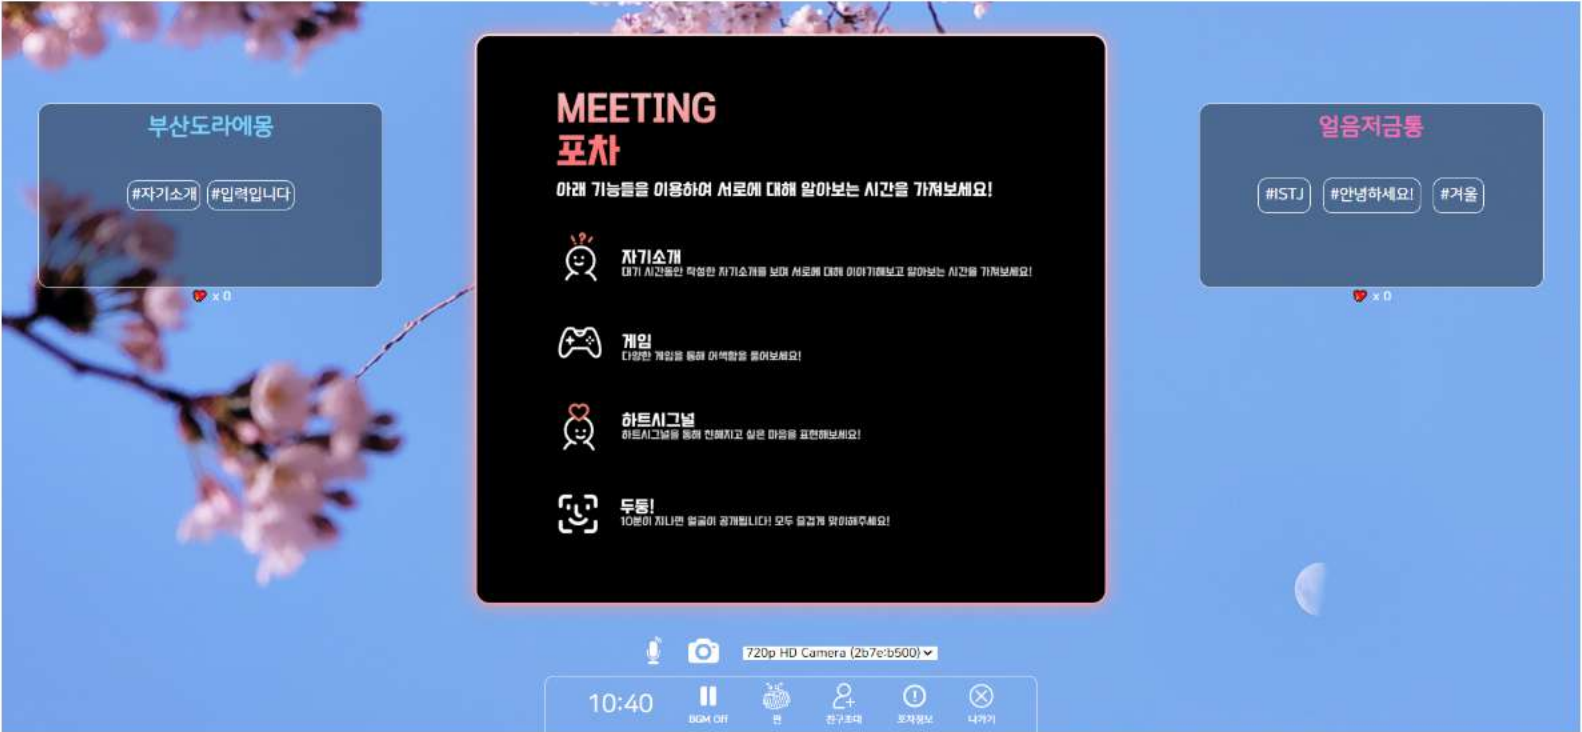 부산도라에몽
#자기소개 #입력입니다
x 0
MEETING
포차
아래 기능들을 이용하여 서로에 대해 알아보는 시간을 가져보세요!
자기소개
대기 시간동안 작성한 자기소개를 보며 서로에 대해 이야기해보고 알아보는 시간을 가져보세요!
게임
다양한 게임을 통해 어색함을 풀어보세요!
하트시그널
하트시그널을 통해 친해지고 싶은 마음을 표현해보세요!
두둥!
10분이 지나면 얼굴이 공개됩니다! 모두 즐겁게 맞이해주세요!
얼음저금통
#ISTJ #안녕하세요! #겨울
x 0
720p HD Camera (2b7e:b500)
10:40
BGM Off
짠
친구초대
포차정보
나가기